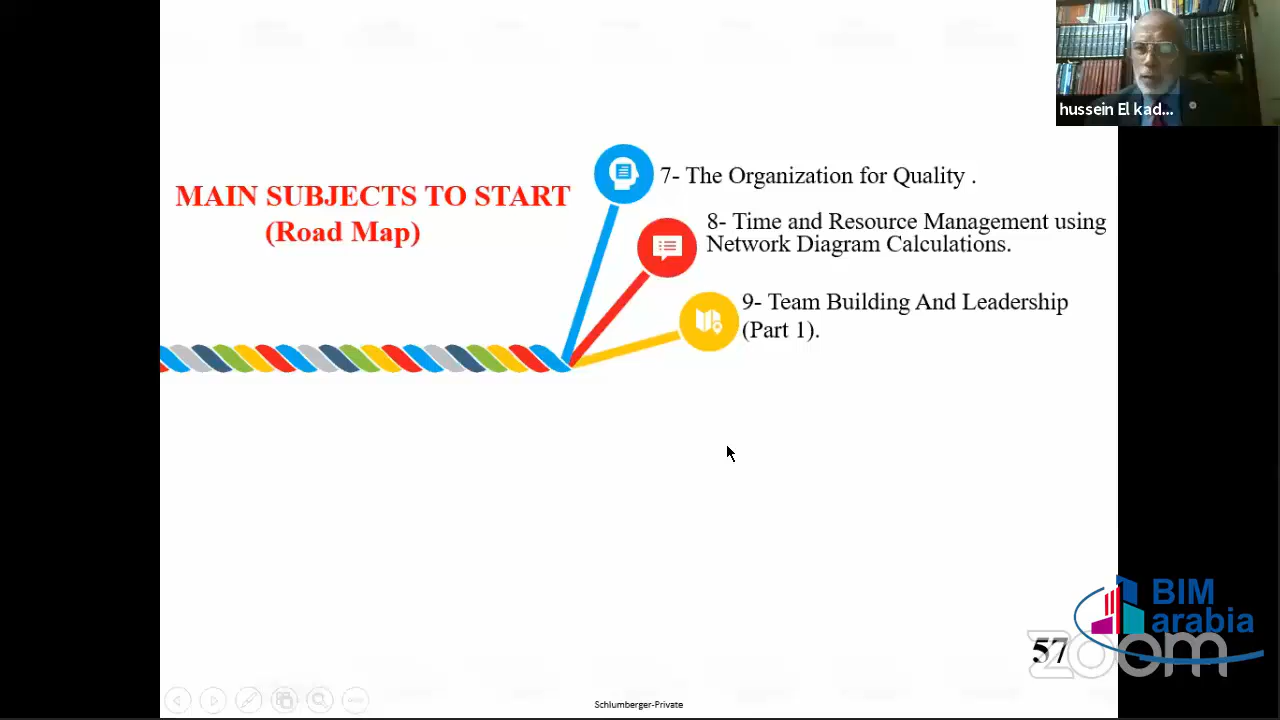 hussein El kad...
MAIN SUBJECTS TO START
(Road Map)
7- The Organization for Quality .
8- Time and Resource Management using
Network Diagram Calculations.
9- Team Building And Leadership
(Part 1).
BIM
arabia
zoom
57
Schlumberger-Private